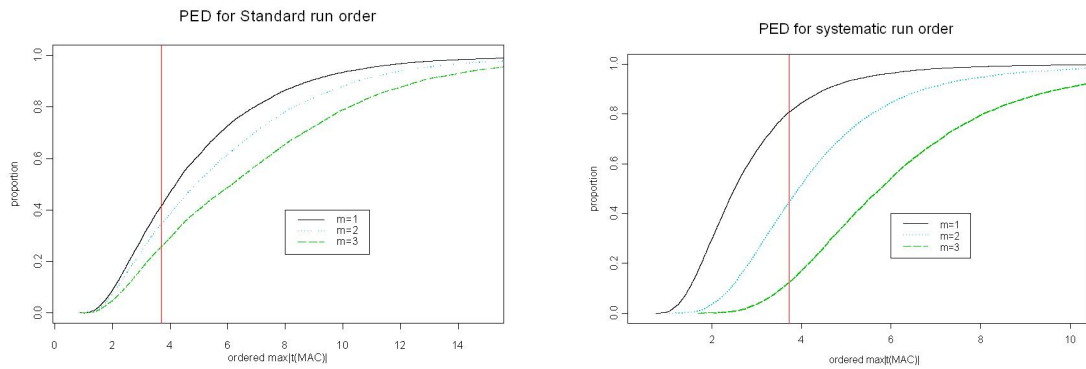 PED for Standard run order
proportion
1.0
0.8
0.6
0.4
0.2
0.0
m=1
m=2
m=3
0 2 4 6 8 10 12 14
ordered max|t(MAC)|
PED for systematic run order
proportion
1.0
0.8
0.6
0.4
0.2
0.0
m=1
m=2
m=3
2 4 6 8 10
ordered max|t(MAC)|